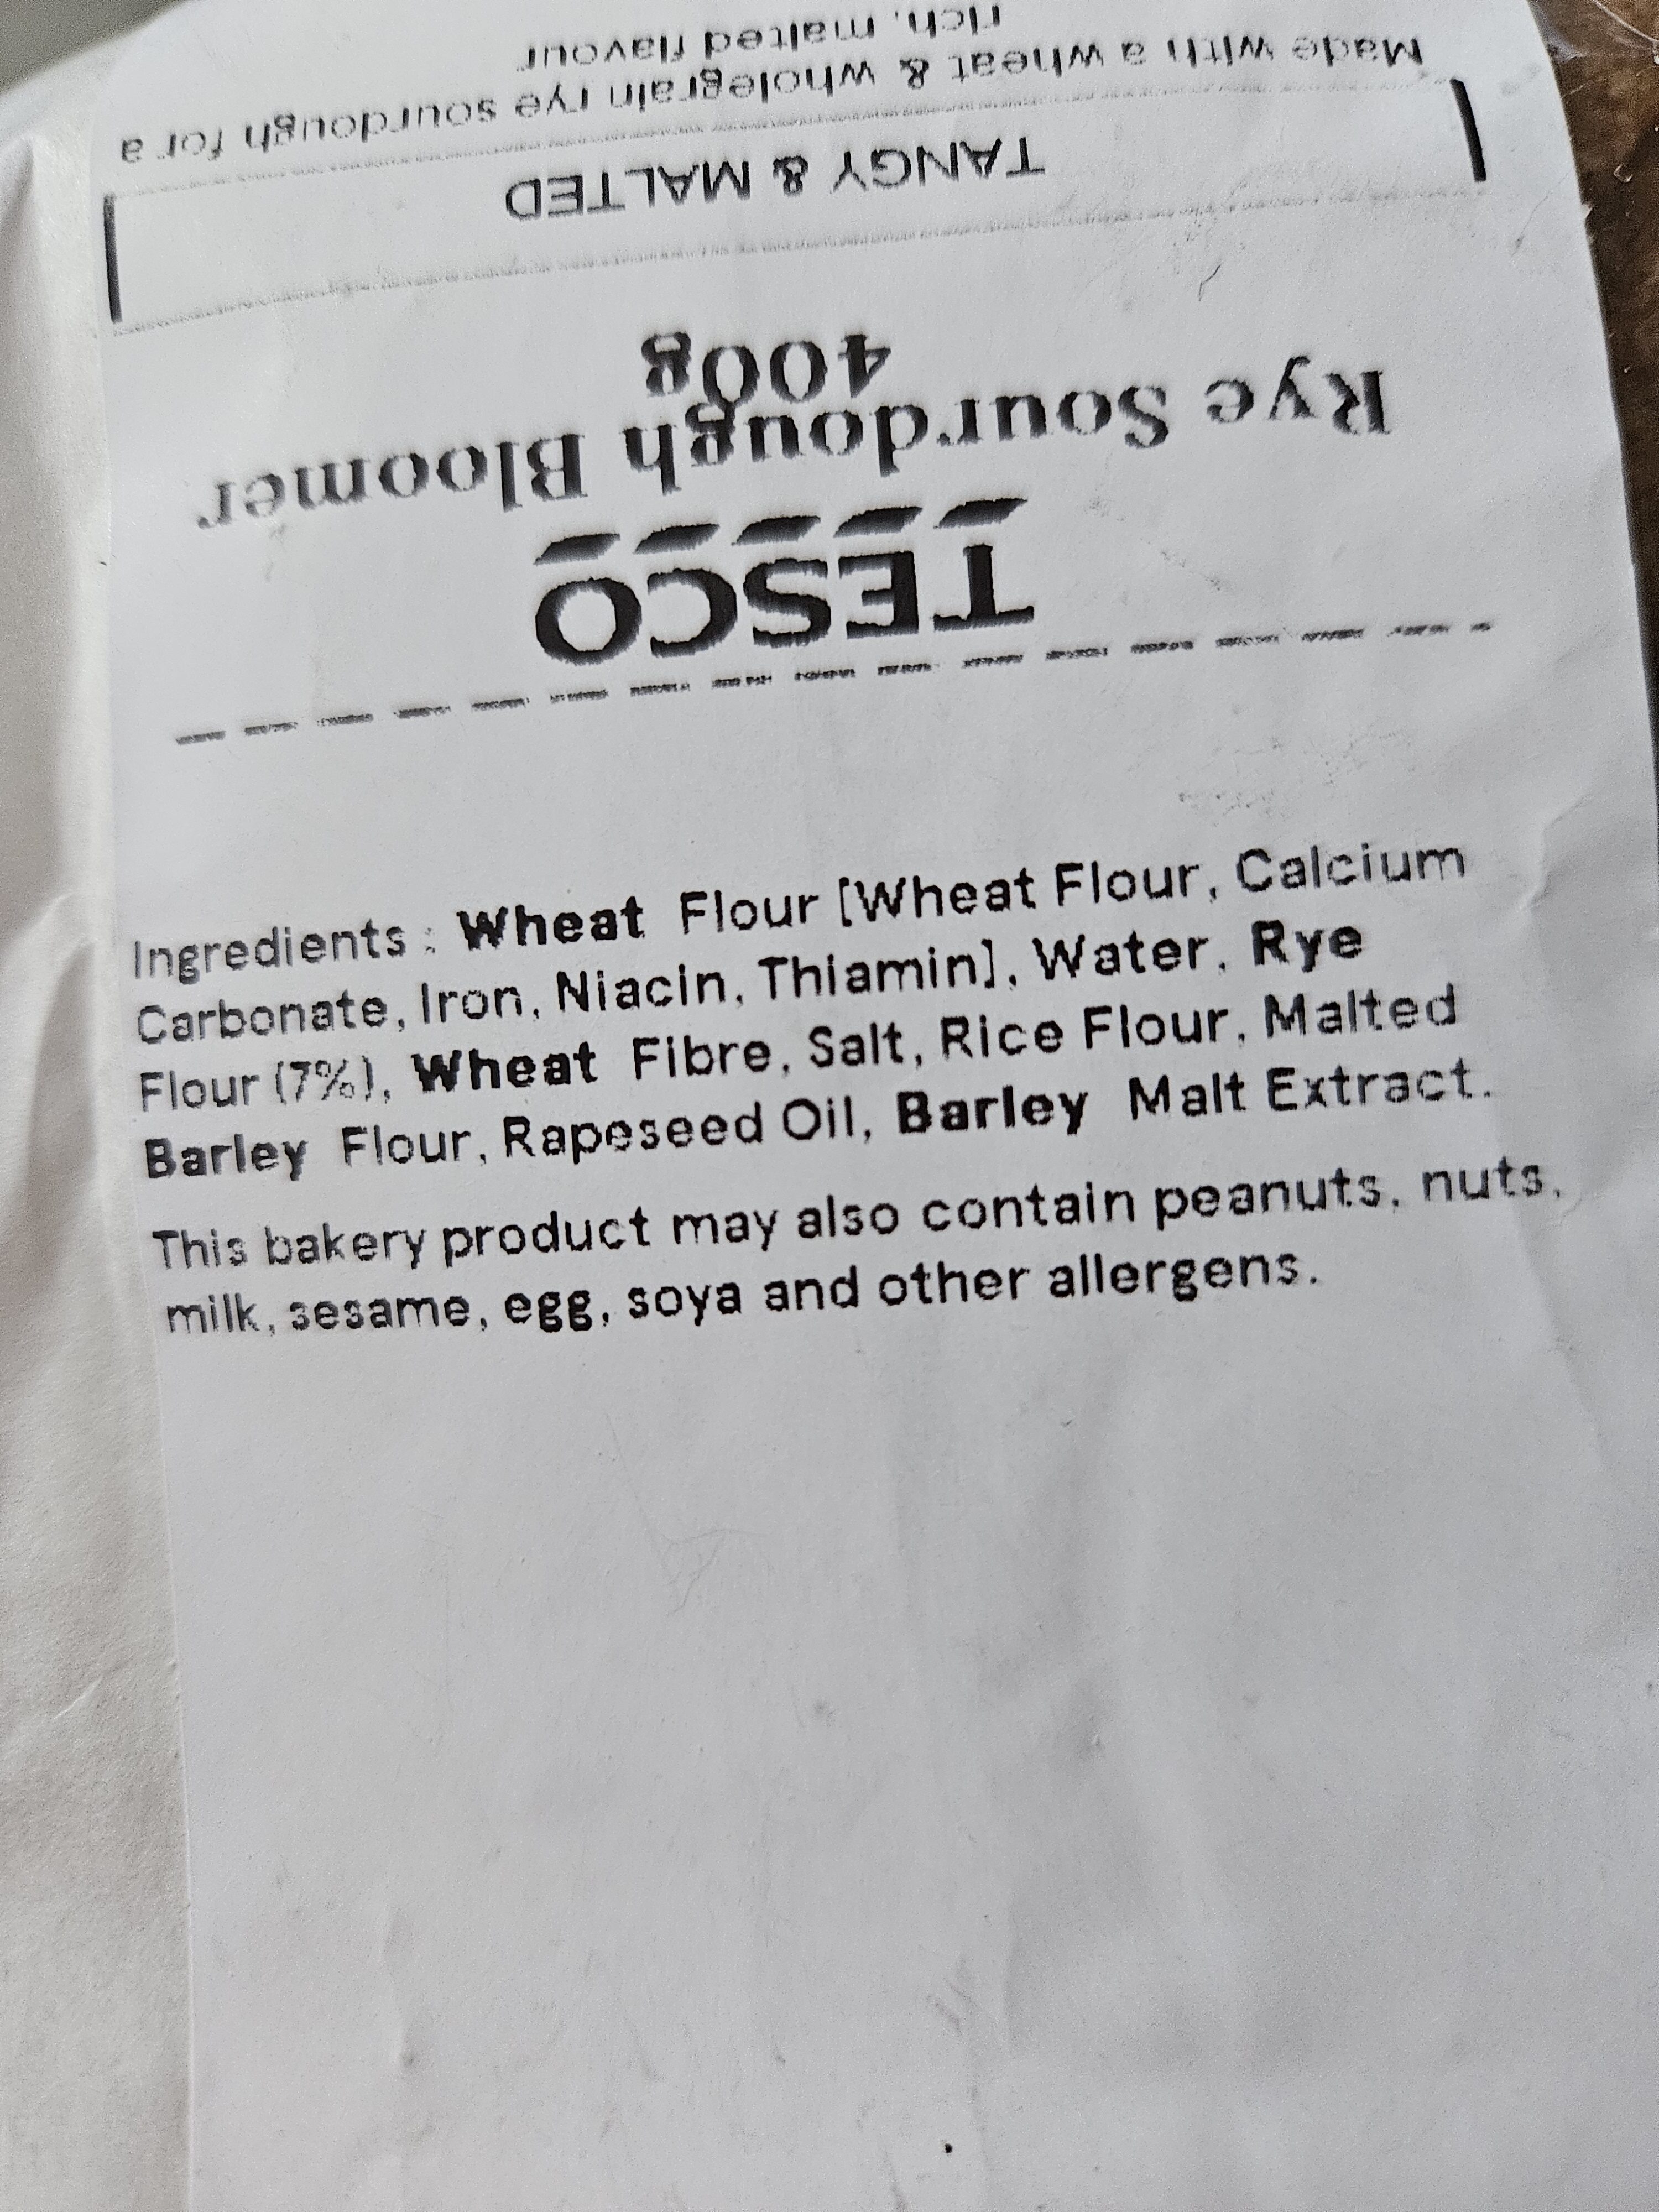 Made with a wheat & wholegrain rye sourdough for a
rich, malted flavour
TANGY & MALTED
Rye Sourdough Bloomer
400g
TESCO
Ingredients : Wheat Flour [Wheat Flour, Calcium
Carbonate, Iron, Niacin, Thiamin], Water, Rye
Flour (7%), Wheat Fibre, Salt, Rice Flour, Malted
Barley Flour, Rapeseed Oil, Barley Malt Extract.
This bakery product may also contain peanuts, nuts,
milk, sesame, egg, soya and other allergens.